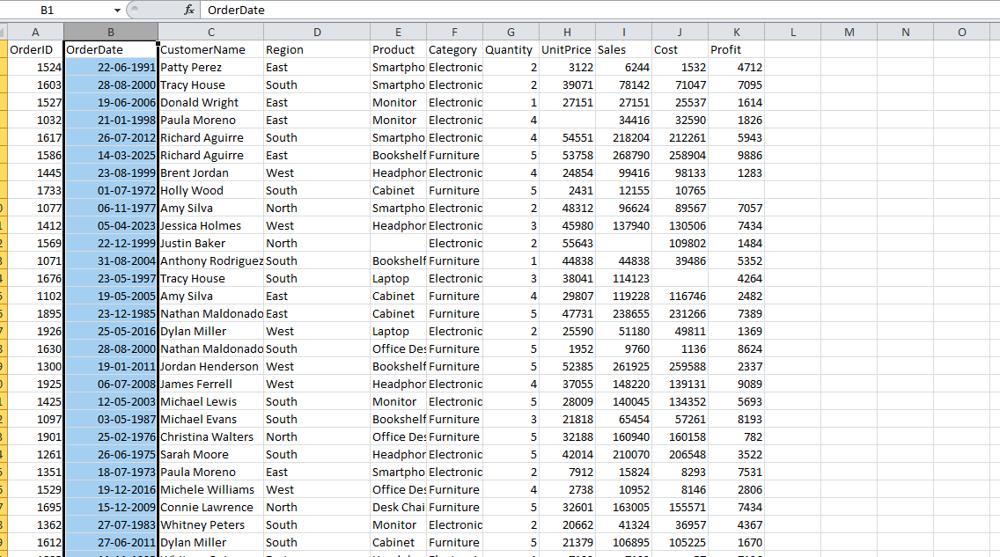 B1 fx OrderDate
A B C D E F G H I J K L M N O
OrderID OrderDate CustomerName Region Product Category Quantity UnitPrice Sales Cost Profit
1524 22-06-1991 Patty Perez East Smartpho Electronic 2 3122 6244 1532 4712
1603 28-08-2000 Tracy House South Smartpho Electronic 2 39071 78142 71047 7095
1527 19-06-2006 Donald Wright East Monitor Electronic 1 27151 27151 25537 1614
1032 21-01-1998 Paula Moreno East Monitor Electronic 4 34416 32590 1826
1617 26-07-2012 Richard Aguirre South Smartpho Electronic 4 54551 218204 212261 5943
1586 14-03-2025 Richard Aguirre East Bookshelf Furniture 5 53758 268790 258904 9886
1445 23-08-1999 Brent Jordan West Headphor Electronic 4 24854 99416 98133 1283
1733 01-07-1972 Holly Wood South Cabinet Furniture 5 2431 12155 10765
1077 06-11-1977 Amy Silva North Smartpho Electronic 2 48312 96624 89567 7057
1412 05-04-2023 Jessica Holmes West Headphor Electronic 3 45980 137940 130506 7434
1569 22-12-1999 Justin Baker North Electronic 2 55643 109802 1484
1071 31-08-2004 Anthony Rodriguez South Bookshelf Furniture 1 44838 44838 39486 5352
1676 23-05-1997 Tracy House South Laptop Electronic 3 38041 114123 4264
1102 19-05-2005 Amy Silva East Cabinet Furniture 4 29807 119228 116746 2482
1895 23-12-1985 Nathan Maldonado East Cabinet Furniture 5 47731 238655 231266 7389
1926 25-05-2016 Dylan Miller West Laptop Electronic 2 25590 51180 49811 1369
1630 28-08-2000 Nathan Maldonado South Office Des Furniture 5 1952 9760 1136 8624
1300 19-01-2011 Jordan Henderson West Bookshelf Furniture 5 52385 261925 259588 2337
1925 06-07-2008 James Ferrell West Headphor Electronic 4 37055 148220 139131 9089
1425 12-05-2003 Michael Lewis South Monitor Electronic 5 28009 140045 134352 5693
1097 03-05-1987 Michael Evans South Bookshelf Furniture 3 21818 65454 57261 8193
1901 25-02-1976 Christina Walters North Office Des Furniture 5 32188 160940 160158 782
1261 26-06-1975 Sarah Moore South Headphor Electronic 5 42014 210070 206548 3522
1351 18-07-1973 Paula Moreno East Smartpho Electronic 2 7912 15824 8293 7531
1529 19-12-2016 Michele Williams West Office Des Furniture 4 2738 10952 8146 2806
1695 15-12-2009 Connie Lawrence North Desk Chai Furniture 5 32601 163005 155571 7434
1362 27-07-1983 Whitney Peters South Monitor Electronic 2 20662 41324 36957 4367
1612 27-06-2011 Dylan Miller South Cabinet Furniture 5 21379 106895 105225 1670